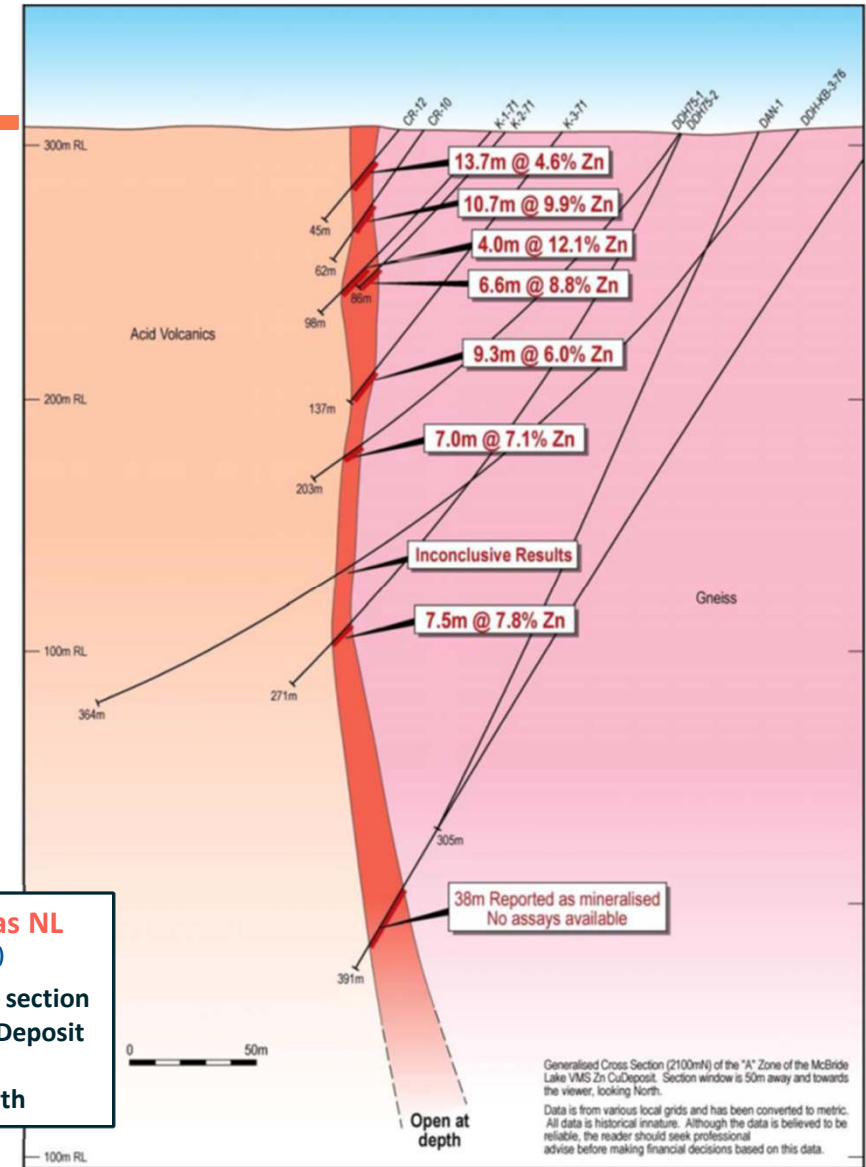 CR-12
CR-10
K-1-71
K-2-71
K-3-71
DDH75-1
DDH75-2
DAN-1
DDH-KB-3-76
300m RL
13.7m @ 4.6% Zn
10.7m @ 9.9% Zn
45m
4.0m @ 12.1% Zn
62m
6.6m @ 8.8% Zn
86m
98m
Acid Volcanics
9.3m @ 6.0% Zn
200m RL
137m
7.0m @ 7.1% Zn
203m
Inconclusive Results
Gneiss
7.5m @ 7.8% Zn
100m RL
271m
364m
305m
38m Reported as mineralised
No assays available
as NL
)
section
Deposit
th
391m
0 50m
Generalised Cross Section (2100mN) of the "A" Zone of the McBride
Lake VMS Zn CuDeposit. Section window is 50m away and towards
the viewer, looking North.
Data is from various local grids and has been converted to metric.
All data is historical innature. Although the data is believed to be
reliable, the reader should seek professional
advise before making financial decisions based on this data.
Open at
depth
100m RL